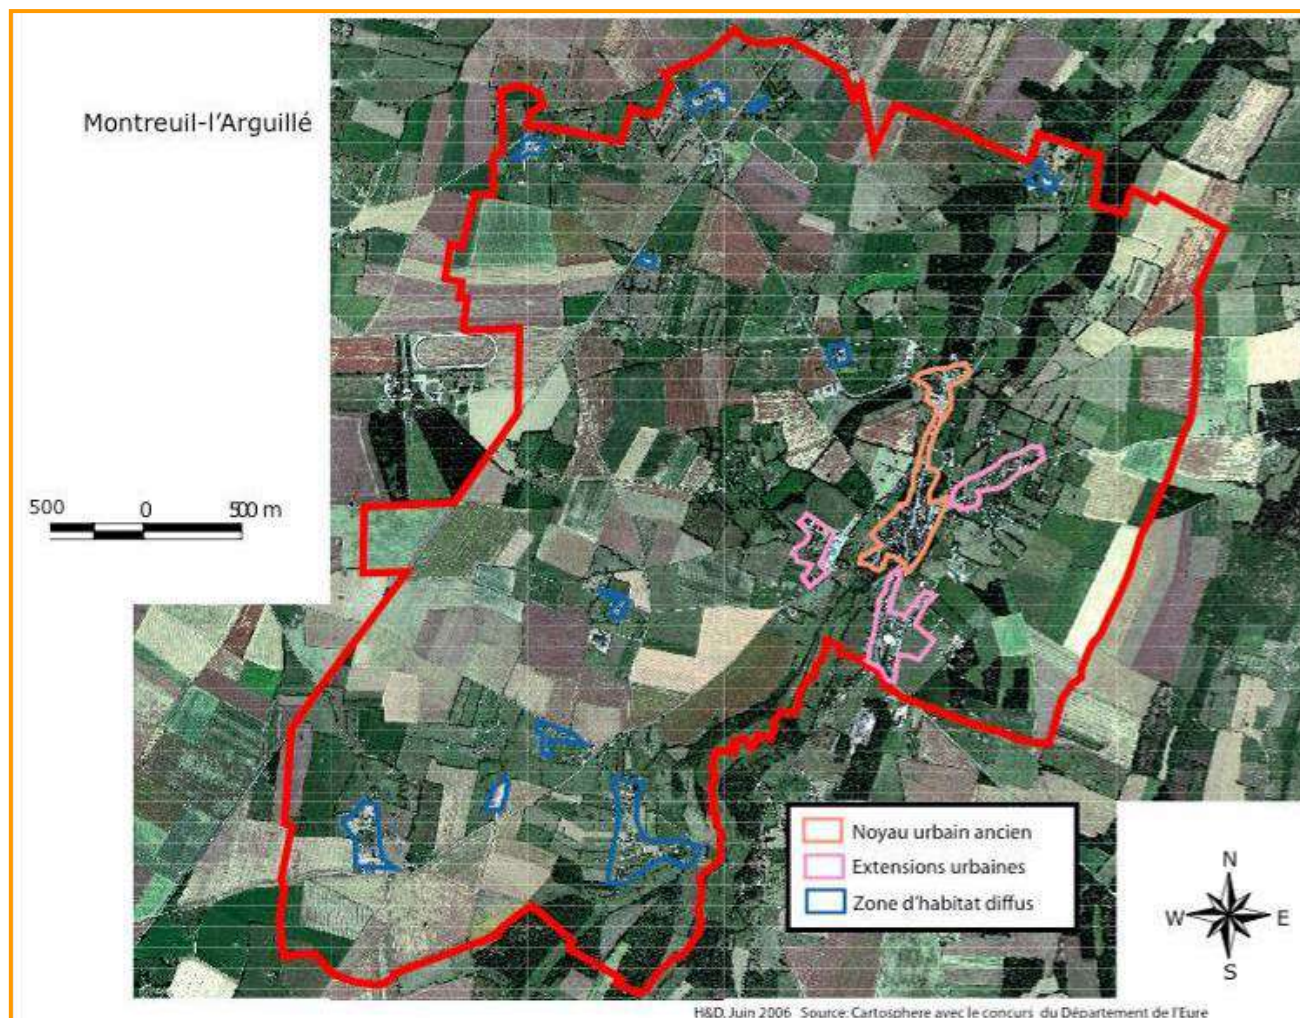 Montreuil-l'Arguillé
500 0 500 m
Noyau urbain ancien
Extensions urbaines
Zone d'habitat diffus
N
W E
S
H&D, Juin 2006 Source: Cartosphere avec le concurs du Département de l'Eure